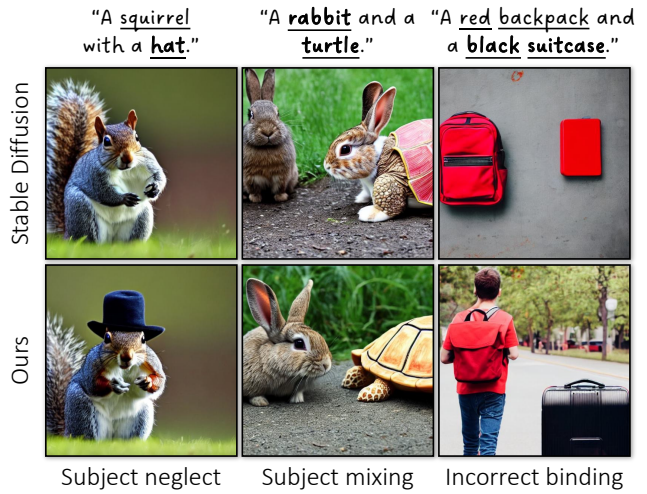 “A squirrel
with a hat.”
“A rabbit and a
turtle.”
“A red backpack and
a black suitcase.”
Stable Diffusion
Ours
Subject neglect
Subject mixing
Incorrect binding